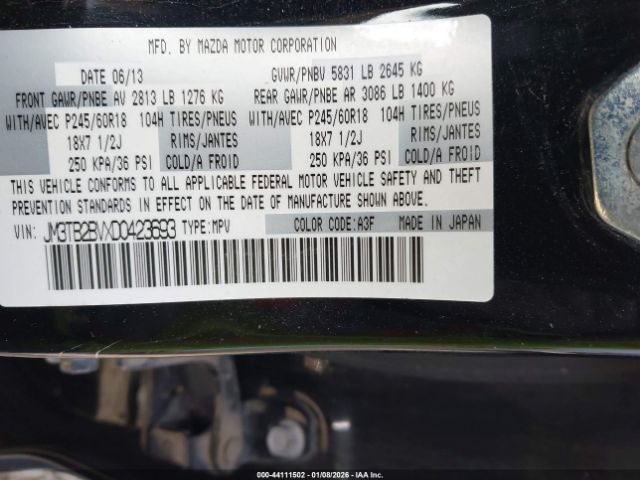 MFD. BY MAZDA MOTOR CORPORATION
DATE 06/13 GVWR/PNBV 5831 LB 2645 KG
FRONT GAWR/PNBE AV 2813 LB 1276 KG REAR GAWR/PNBE AR 3086 LB 1400 KG
WITH/AVEC P245/60R18 104H TIRES/PNEUS WITH/AVEC P245/60R18 104H TIRES/PNEUS
18X7 1/2J RIMS/JANTES 18X7 1/2J RIMS/JANTES
250 KPA/36 PSI COLD/A FROID 250 KPA/36 PSI COLD/A FROID
THIS VEHICLE CONFORMS TO ALL APPLICABLE FEDERAL MOTOR VEHICLE SAFETY AND THEFT
PREVENTION STANDARDS IN EFFECT ON THE DATE OF MANUFACTURE SHOWN ABOVE.
VIN: JM3TB2BVXD0423693 TYPE: MPV COLOR CODE: A3F MADE IN JAPAN
000-44111502 | 01/08/2026 | IAA Inc.